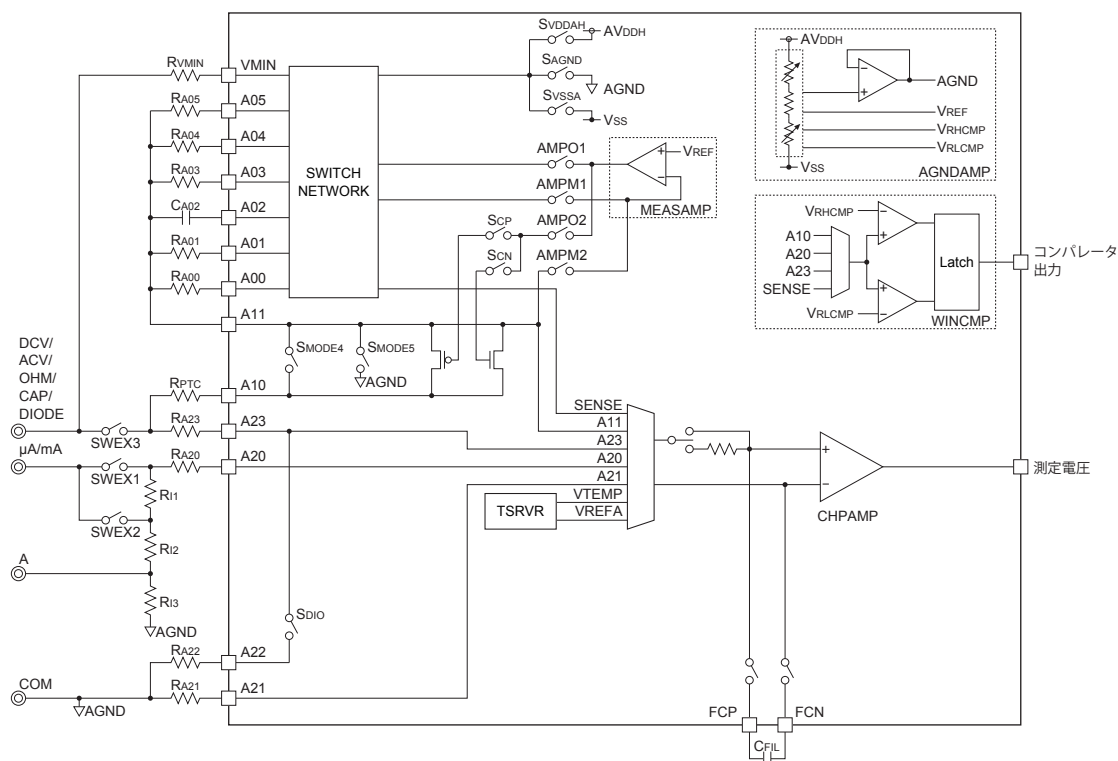 SVDDAH
AVDDH
SAGND
AGND
SVSSA
VSS
RVMIN
VMIN
RA05
A05
RA04
A04
RA03
A03
CA02
A02
RA01
A01
RA00
A00
A11
SWITCH
NETWORK
AMPO1
AMPM1
AMPO2
AMPM2
SCP
SCN
VREF
MEASAMP
AVDDH
AGND
VREF
VRHCMP
VRLCMP
VSS
AGNDAMP
VRHCMP
A10
A20
A23
SENSE
VRLCMP
Latch
WINCMP
コンパレータ
出力
DCV/
ACV/
OHM/
CAP/
DIODE
SMODE4
SMODE5
AGND
RPTC
A10
RA23
A23
SWEX3
µA/mA
SWEX1
RA20
A20
RI1
SWEX2
RI2
A
RI3
AGND
SENSE
A11
A23
A20
A21
VTEMP
VREFA
TSRVR
CHPAMP
測定電圧
SDIO
RA22
A22
COM
RA21
A21
AGND
FCP
FCN
CFIL